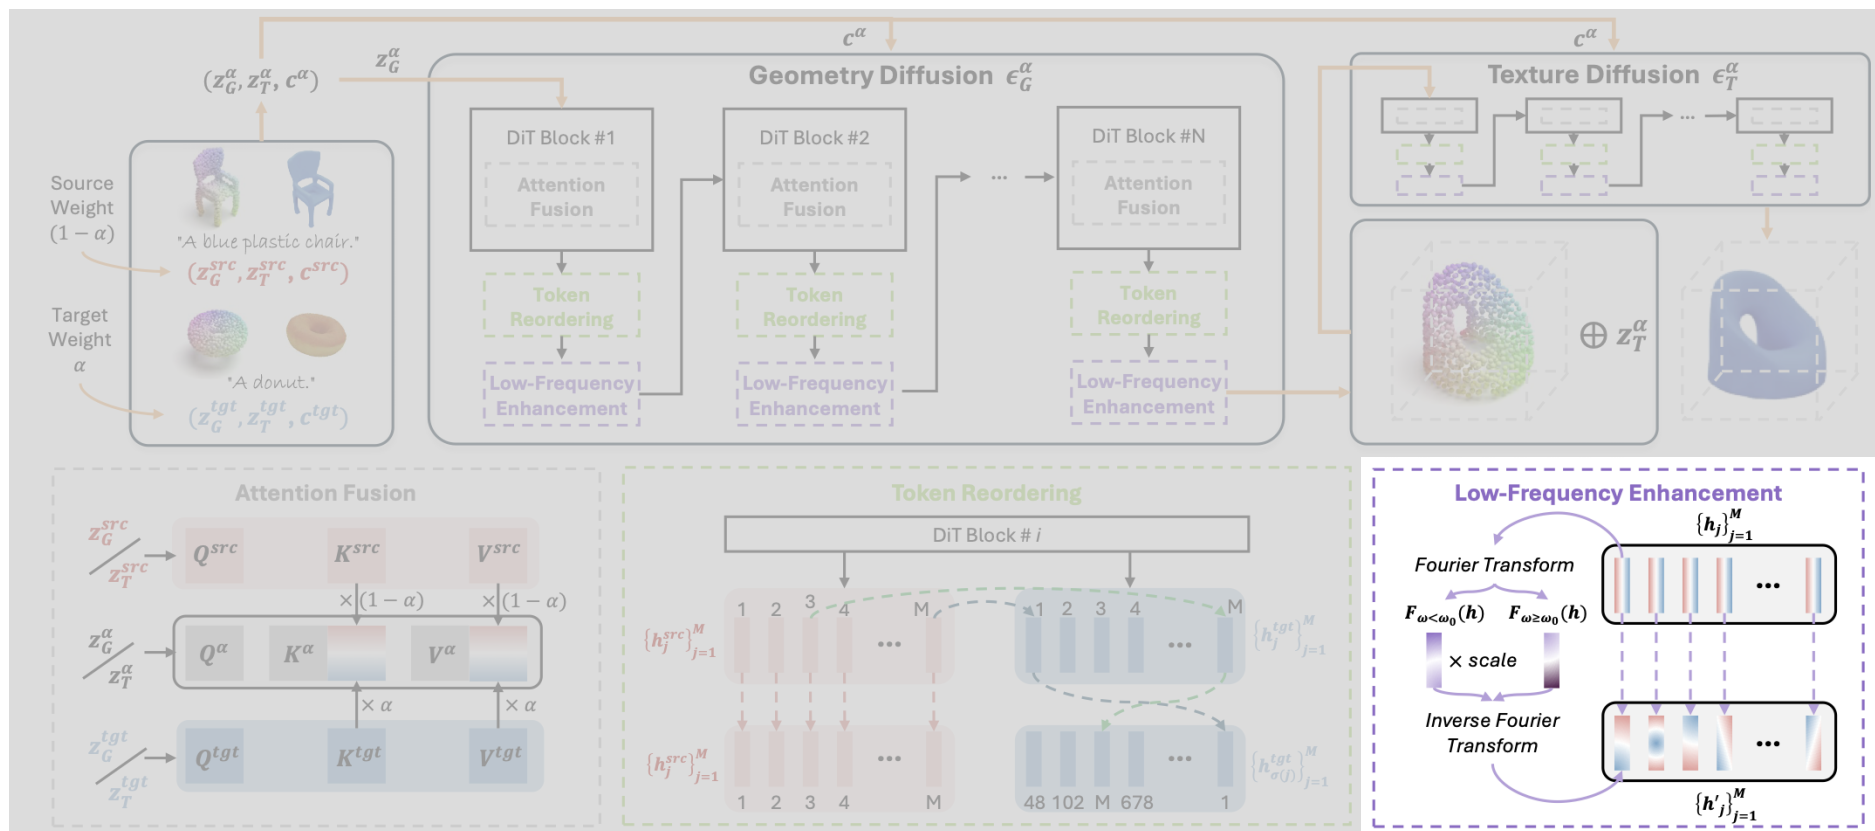 (z_G^α, z_T^α, c^α)
z_G^α
c^α
c^α
Geometry Diffusion ϵ_G^α
Texture Diffusion ϵ_T^α
Source
Weight
(1 − α)
"A blue plastic chair."
(z_G^src, z_T^src, c^src)
Target
Weight
α
"A donut."
(z_G^tgt, z_T^tgt, c^tgt)
DiT Block #1
Attention
Fusion
Token
Reordering
Low-Frequency
Enhancement
DiT Block #2
Attention
Fusion
Token
Reordering
Low-Frequency
Enhancement
...
DiT Block #N
Attention
Fusion
Token
Reordering
Low-Frequency
Enhancement
...
⊕ z_T^α
Attention Fusion
z_G^src / z_T^src
Q^src K^src V^src
× (1 − α) × (1 − α)
z_G^α / z_T^α
Q^α K^α V^α
× α × α
z_G^tgt / z_T^tgt
Q^tgt K^tgt V^tgt
Token Reordering
DiT Block # i
1 2 3 4 M
1 2 3 4 M
{h_j^src}_{j=1}^M ... ... {h_j^tgt}_{j=1}^M
{h_j^src}_{j=1}^M ... ... {h_{σ(j)}^tgt}_{j=1}^M
1 2 3 4 M
48 102 M 678 1
Low-Frequency Enhancement
{h_j}_{j=1}^M
Fourier Transform
...
F_{ω<ω_0}(h) F_{ω≥ω_0}(h)
× scale
Inverse Fourier
Transform
...
{h'_j}_{j=1}^M